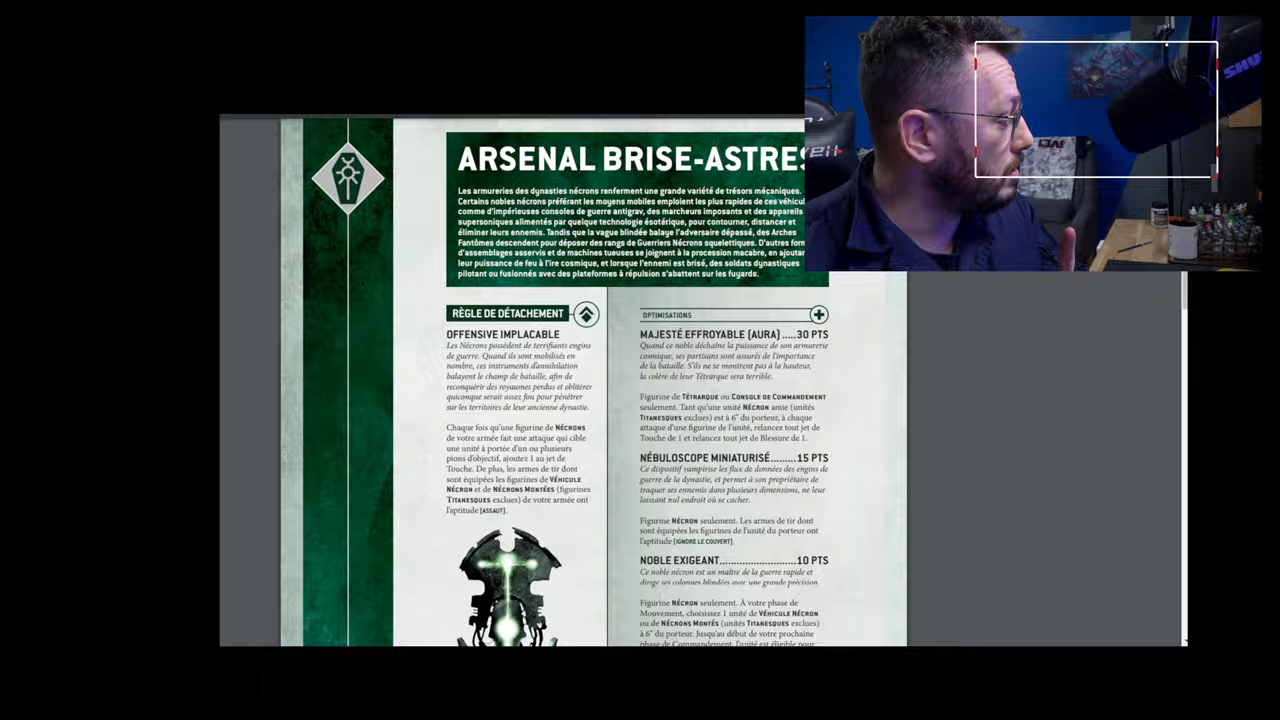 ARSENAL BRISE-ASTRES
Les armureries des dynasties nécrons renferment une grande variété de trésors mécaniques.
Certains nobles nécrons préférant les moyens mobiles emploient les plus rapides de ces véhicul
comme d'impérieuses consoles de guerre antigrav, des marcheurs imposants et des appareils
supersoniques alimentés par quelque technologie ésotérique, pour contourner, distancer et
éliminer leurs ennemis. Tandis que la vague blindée balaye l'adversaire dépassé, des Arches
Fantômes descendent pour déposer des rangs de Guerriers Nécrons squelettiques. D'autres form
d'assemblages asservis et de machines tueuses se joignent à la procession macabre, en ajoutan
leur puissance de feu à l'ire cosmique, et lorsque l'ennemi est brisé, des soldats dynastiques
pilotant ou fusionnés avec des plateformes à répulsion s'abattent sur les fuyards.
RÈGLE DE DÉTACHEMENT
OFFENSIVE IMPLACABLE
Les Nécrons possèdent de terrifiants engins
de guerre. Quand ils sont mobilisés en
nombre, ces instruments d'annihilation
balayent le champ de bataille, afin de
reconquérir des royaumes perdus et oblitérer
quiconque serait assez fou pour pénétrer
sur les territoires de leur ancienne dynastie.
Chaque fois qu'une figurine de NÉCRONS
de votre armée fait une attaque qui cible
une unité à portée d'un ou plusieurs
pions d'objectif, ajoutez 1 au jet de
Touche. De plus, les armes de tir dont
sont équipées les figurines de VÉHICULE
NÉCRON et de NÉCRONS MONTÉES (figurines
TITANESQUES exclues) de votre armée ont
l'aptitude [ASSAUT].
OPTIMISATIONS
MAJESTÉ EFFROYABLE (AURA) .....30 PTS
Quand ce noble déchaîne la puissance de son armurerie
cosmique, ses partisans sont assurés de l'importance
de la bataille. S'ils ne se montrent pas à la hauteur,
la colère de leur Tétrarque sera terrible.
Figurine de TÉTRARQUE ou CONSOLE DE COMMANDEMENT
seulement. Tant qu'une unité NÉCRON amie (unités
TITANESQUES exclues) est à 6" du porteur, à chaque
attaque d'une figurine de l'unité, relancez tout jet de
Touche de 1 et relancez tout jet de Blessure de 1.
NÉBULOSCOPE MINIATURISÉ.........15 PTS
Ce dispositif vampirise les flux de données des engins de
guerre de la dynastie, et permet à son propriétaire de
traquer ses ennemis dans plusieurs dimensions, ne leur
laissant nul endroit où se cacher.
Figurine NÉCRON seulement. Les armes de tir dont
sont équipées les figurines de l'unité du porteur ont
l'aptitude [IGNORE LE COUVERT].
NOBLE EXIGEANT..........................10 PTS
Ce noble nécron est un maître de la guerre rapide et
dirige ses colonnes blindées avec une grande précision
Figurine NÉCRON seulement. À votre phase de
Mouvement, choisissez 1 unité de VÉHICULE NÉCRON
ou de NÉCRONS MONTÉS (unités TITANESQUES exclues)
à 6" du porteur. Jusqu'au début de votre prochaine
phase de Commandement, l'unité est éligible pour
SHU